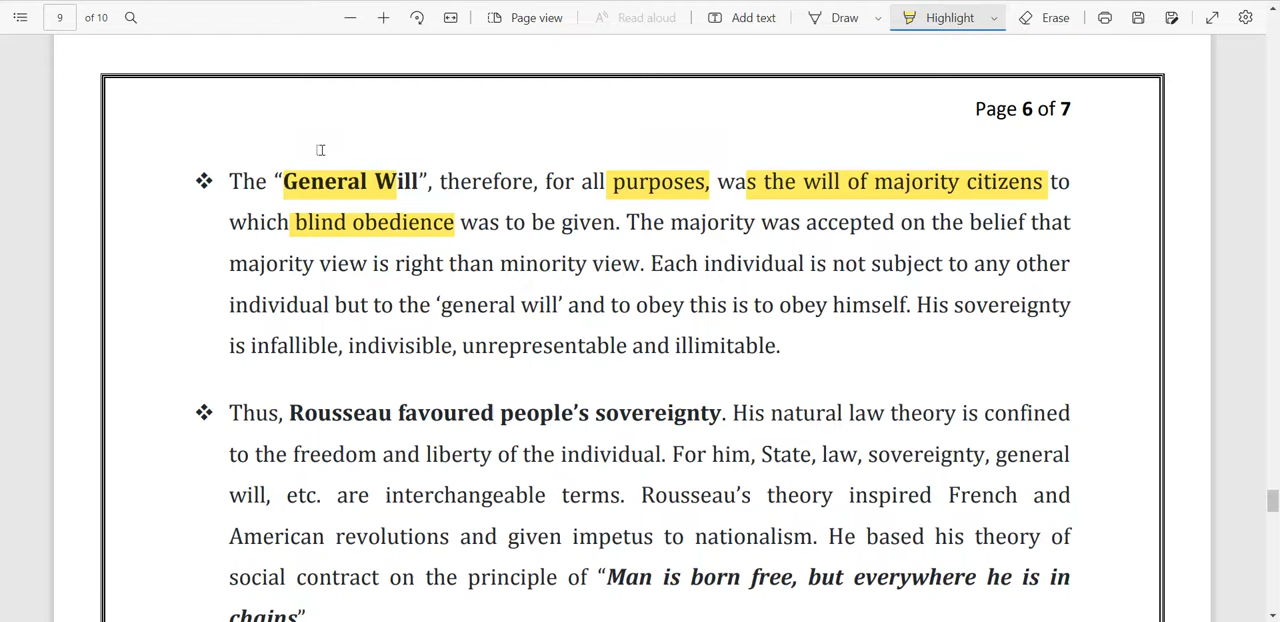 9 of 10 Page view Read aloud Add text Draw Highlight Erase
Page 6 of 7
❖ The “General Will”, therefore, for all purposes, was the will of majority citizens to
which blind obedience was to be given. The majority was accepted on the belief that
majority view is right than minority view. Each individual is not subject to any other
individual but to the ‘general will’ and to obey this is to obey himself. His sovereignty
is infallible, indivisible, unrepresentable and illimitable.
❖ Thus, Rousseau favoured people’s sovereignty. His natural law theory is confined
to the freedom and liberty of the individual. For him, State, law, sovereignty, general
will, etc. are interchangeable terms. Rousseau’s theory inspired French and
American revolutions and given impetus to nationalism. He based his theory of
social contract on the principle of “Man is born free, but everywhere he is in
chains”